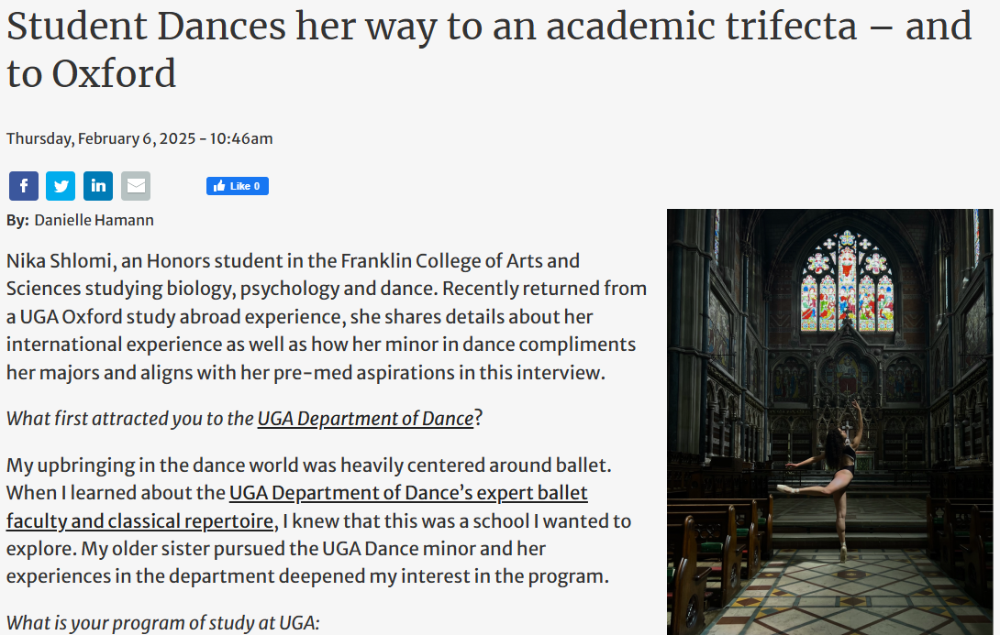 Student Dances her way to an academic trifecta – and
to Oxford
Thursday, February 6, 2025 - 10:46am
f
in
Like 0
By: Danielle Hamann
Nika Shlomi, an Honors student in the Franklin College of Arts and
Sciences studying biology, psychology and dance. Recently returned from
a UGA Oxford study abroad experience, she shares details about her
international experience as well as how her minor in dance compliments
her majors and aligns with her pre-med aspirations in this interview.
What first attracted you to the UGA Department of Dance?
My upbringing in the dance world was heavily centered around ballet.
When I learned about the UGA Department of Dance’s expert ballet
faculty and classical repertoire, I knew that this was a school I wanted to
explore. My older sister pursued the UGA Dance minor and her
experiences in the department deepened my interest in the program.
What is your program of study at UGA: